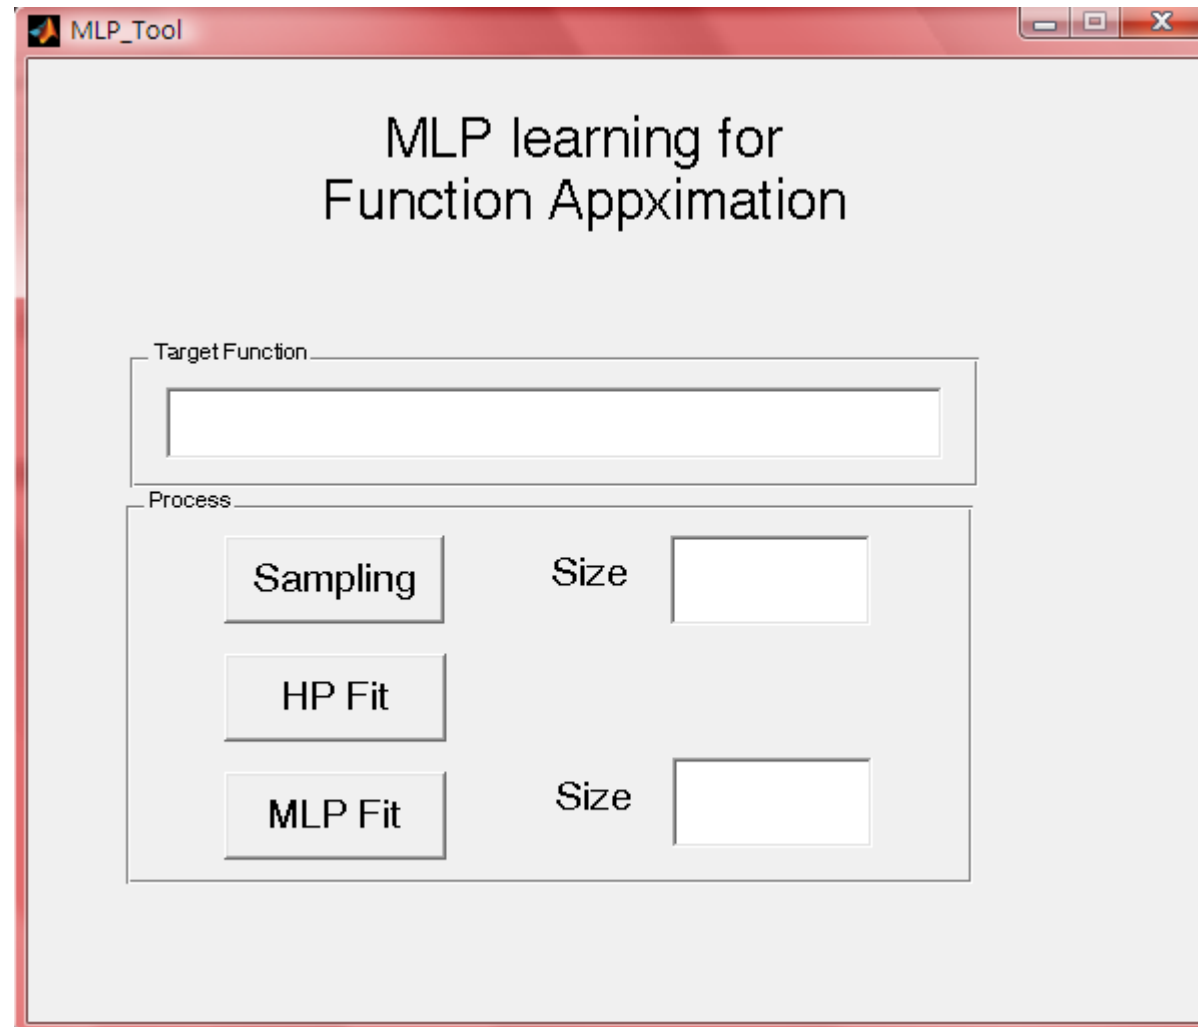 MLP_Tool
MLP learning for
Function Appximation
Target Function
Process
Sampling
Size
HP Fit
MLP Fit
Size